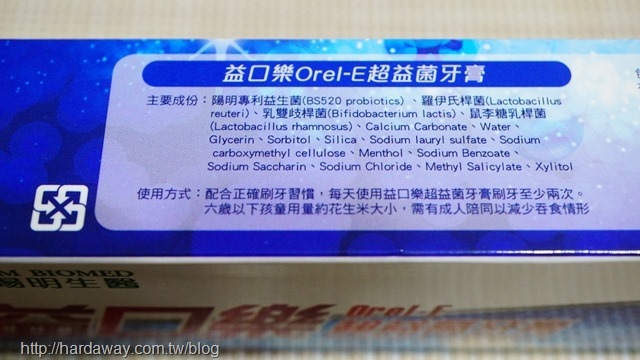 益口樂Orel-E超益菌牙膏
主要成份：陽明專利益生菌(BS520 probiotics)、羅伊氏桿菌(Lactobacillus
reuteri)、乳雙歧桿菌(Bifidobacterium lactis)、鼠李糖乳桿菌
(Lactobacillus rhamnosus)、Calcium Carbonate、Water、
Glycerin、Sorbitol、Silica、Sodium lauryl sulfate、Sodium
carboxymethyl cellulose、Menthol、Sodium Benzoate、
Sodium Saccharin、Sodium Chloride、Methyl Salicylate、Xylitol
使用方式：配合正確刷牙習慣，每天使用益口樂超益菌牙膏刷牙至少兩次。
六歲以下孩童用量約花生米大小，需有成人陪同以減少吞食情形
M BIOMED
陽明生醫
益口樂 Orel-E
http://hardaway.com.tw/blog